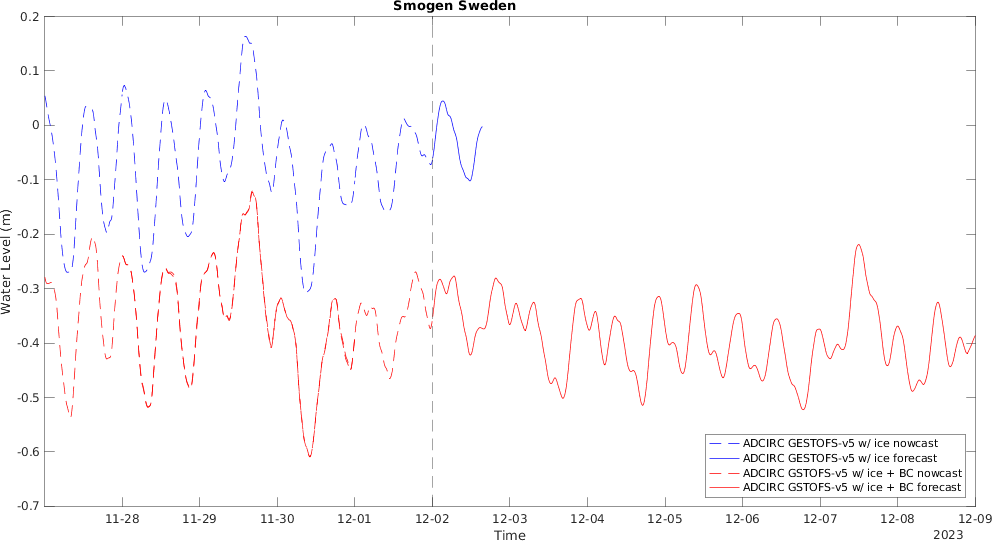 Smogen Sweden
0.2
0.1
0
-0.1
-0.2
-0.3
-0.4
-0.5
-0.6
-0.7
Water Level (m)
ADCIRC GESTOFS-v5 w/ ice nowcast
ADCIRC GESTOFS-v5 w/ ice forecast
ADCIRC GSTOFS-v5 w/ ice + BC nowcast
ADCIRC GSTOFS-v5 w/ ice + BC forecast
11-28 11-29 11-30 12-01 12-02 12-03 12-04 12-05 12-06 12-07 12-08 12-09
Time
2023